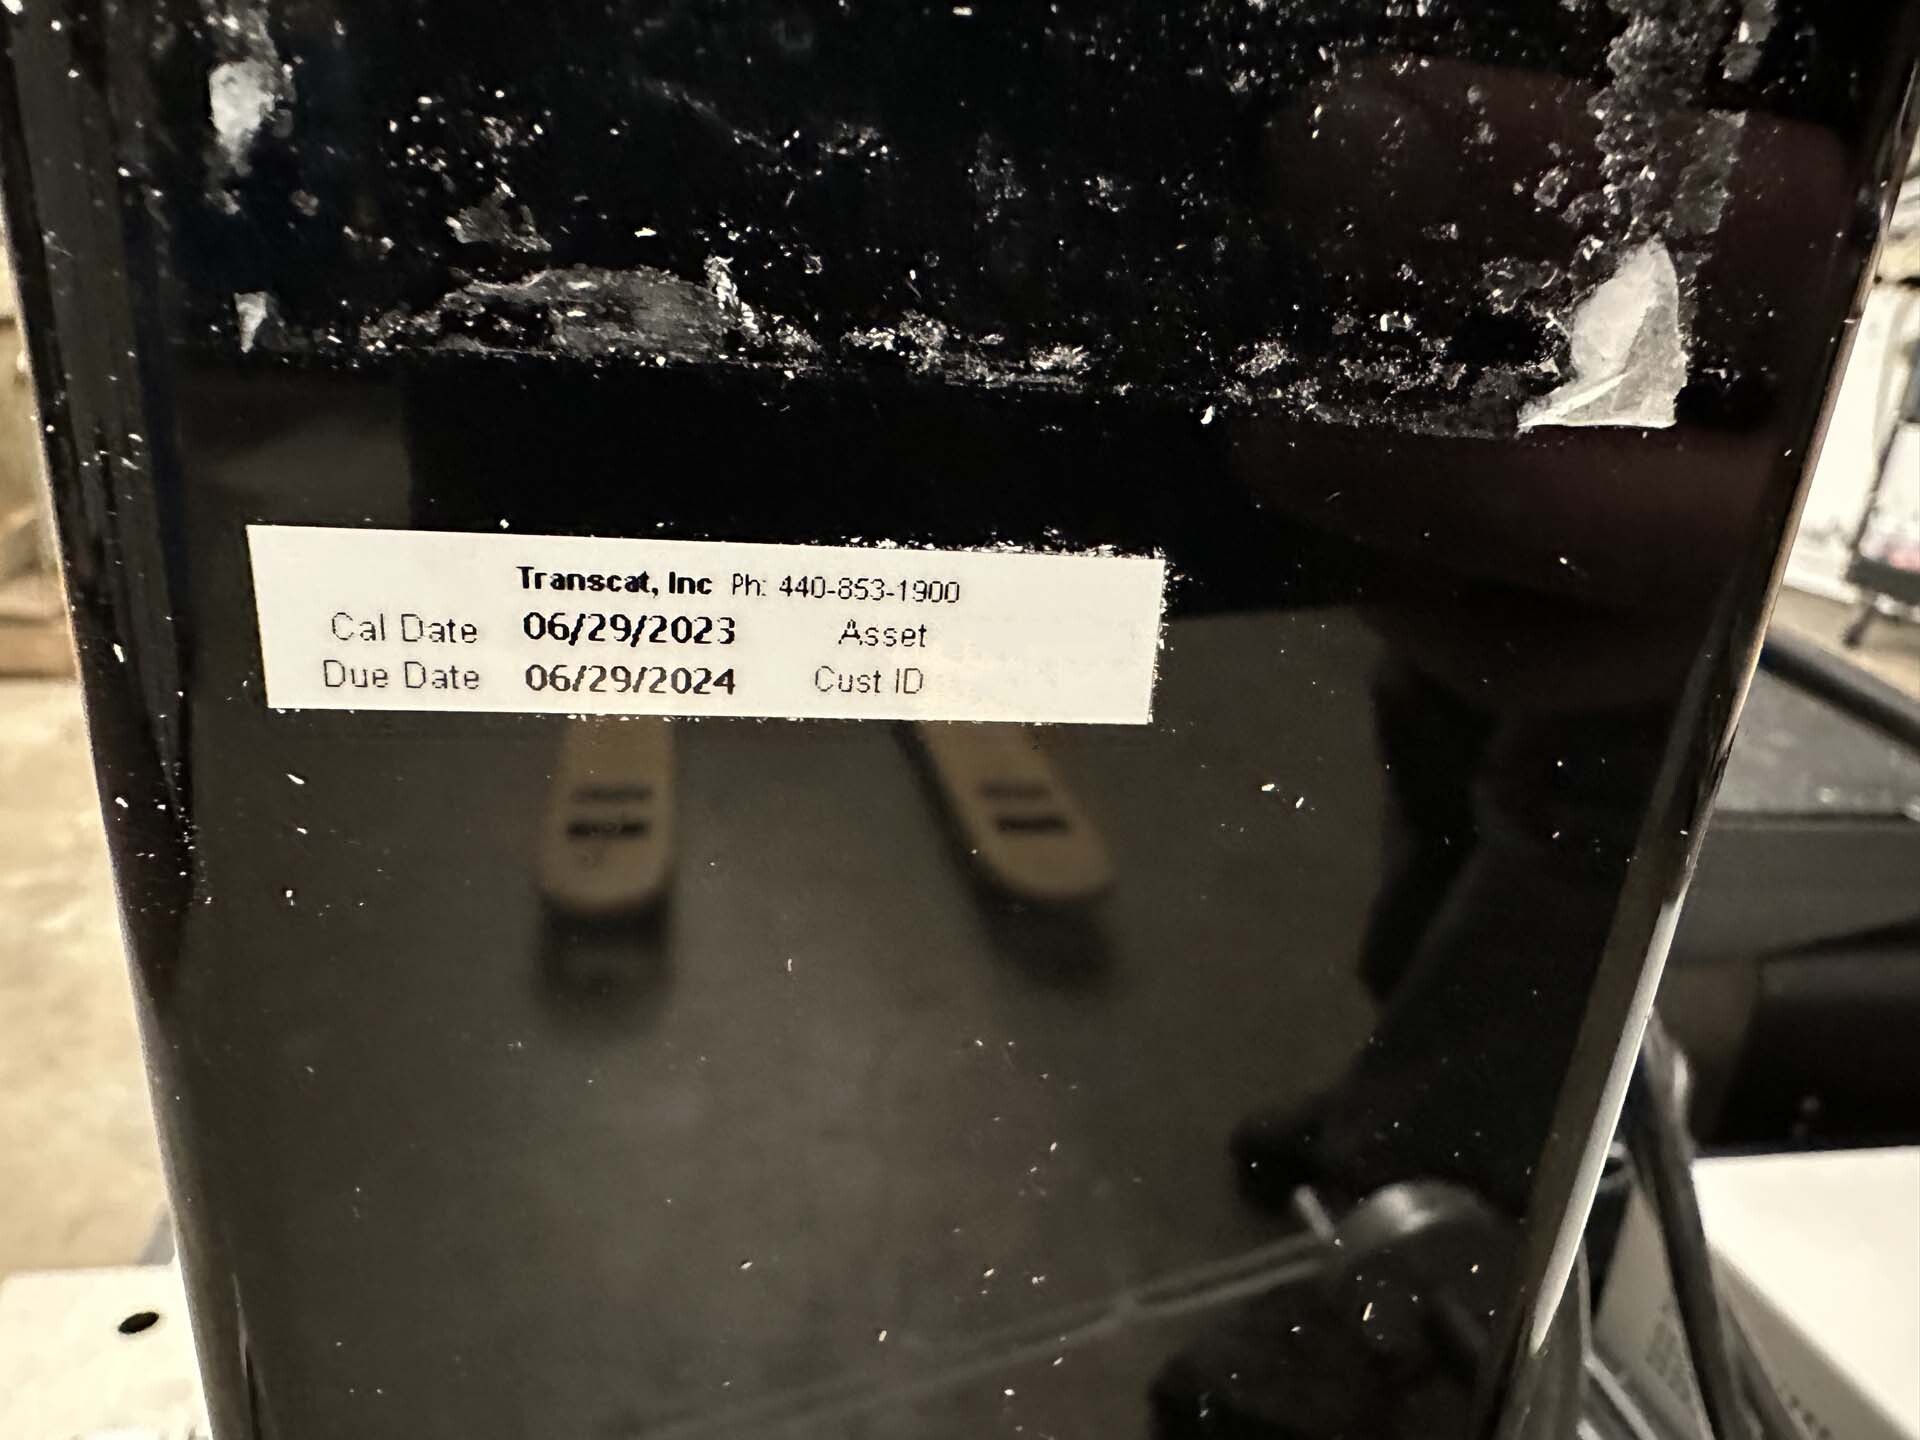 Transcat, Inc Ph: 440-853-1900
Cal Date 06/29/2023 Asset
Due Date 06/29/2024 Cust ID